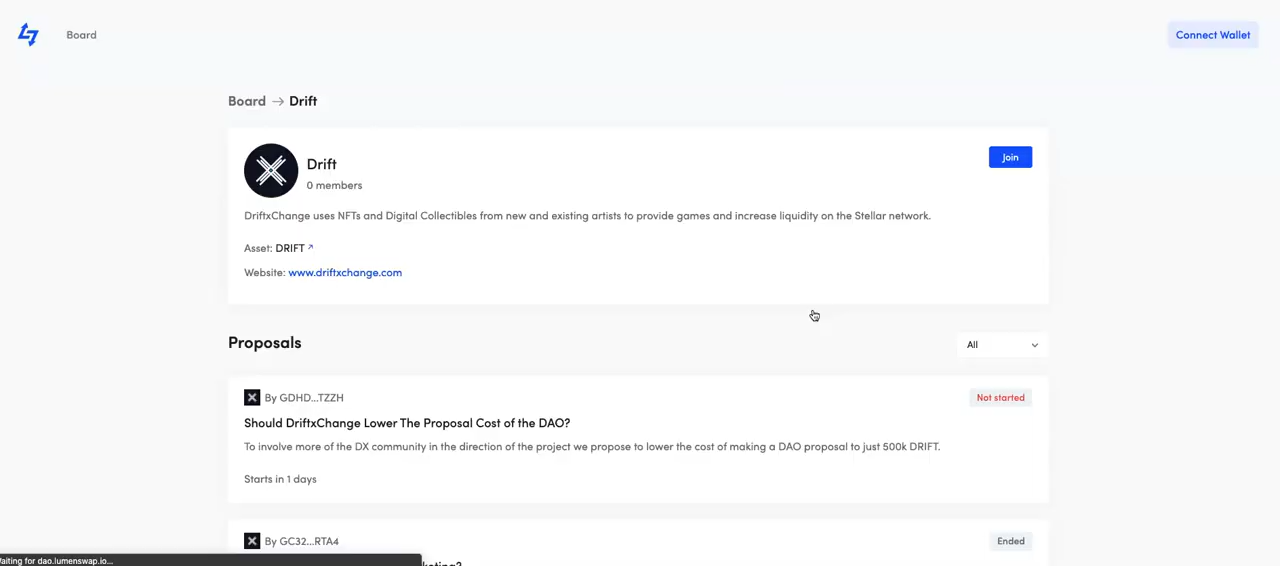 Board
Connect Wallet
Board → Drift
Drift
Join
0 members
DriftxChange uses NFTs and Digital Collectibles from new and existing artists to provide games and increase liquidity on the Stellar network.
Asset: DRIFT ↗
Website: www.driftxchange.com
Proposals
All
By GDHD...TZZH
Not started
Should DriftxChange Lower The Proposal Cost of the DAO?
To involve more of the DX community in the direction of the project we propose to lower the cost of making a DAO proposal to just 500k DRIFT.
Starts in 1 days
By GC32...RTA4
Ended
for dao.lumenswap.io...